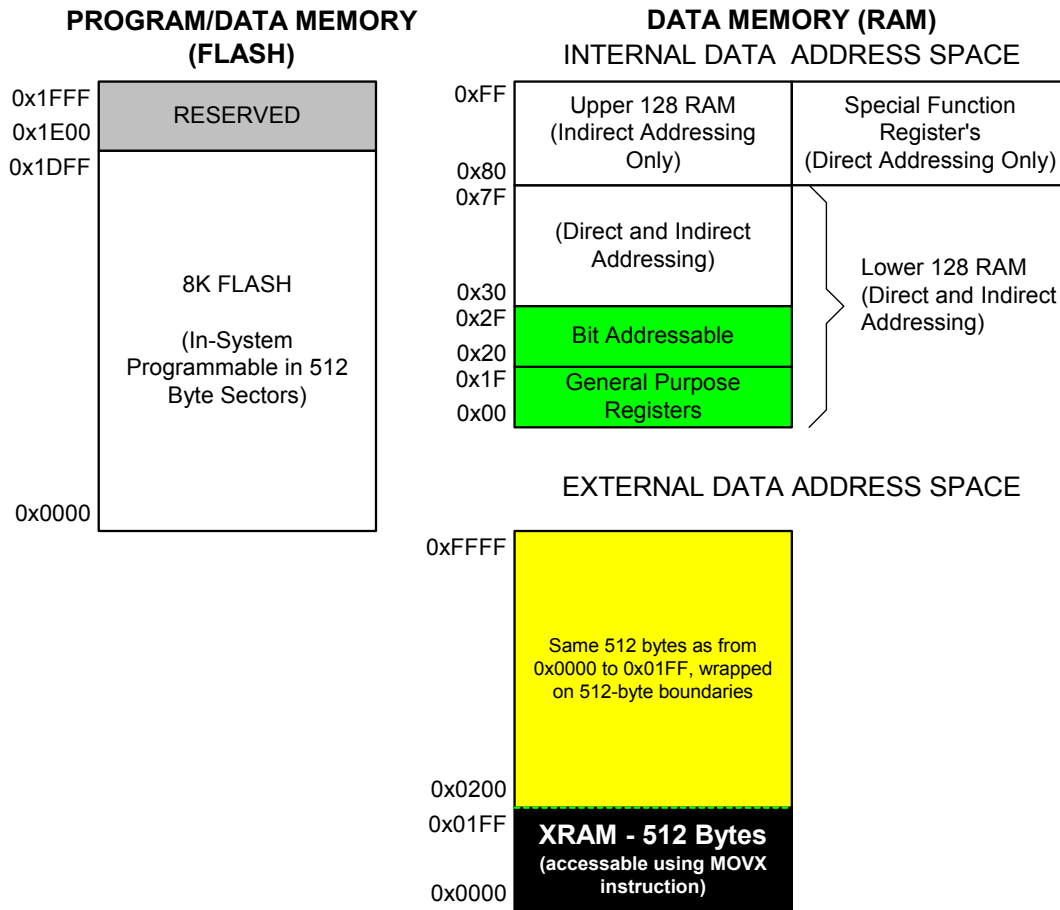 PROGRAM/DATA MEMORY
(FLASH)
0x1FFF
RESERVED
0x1E00
0x1DFF
8K FLASH
(In-System
Programmable in 512
Byte Sectors)
0x0000
DATA MEMORY (RAM)
INTERNAL DATA ADDRESS SPACE
0xFF
Upper 128 RAM
(Indirect Addressing
Only)
0x80
Special Function
Register's
(Direct Addressing Only)
0x7F
(Direct and Indirect
Addressing)
0x30
Lower 128 RAM
(Direct and Indirect
Addressing)
0x2F
Bit Addressable
0x20
0x1F
General Purpose
Registers
0x00
EXTERNAL DATA ADDRESS SPACE
0xFFFF
Same 512 bytes as from
0x0000 to 0x01FF, wrapped
on 512-byte boundaries
0x0200
0x01FF
XRAM - 512 Bytes
(accessable using MOVX
instruction)
0x0000